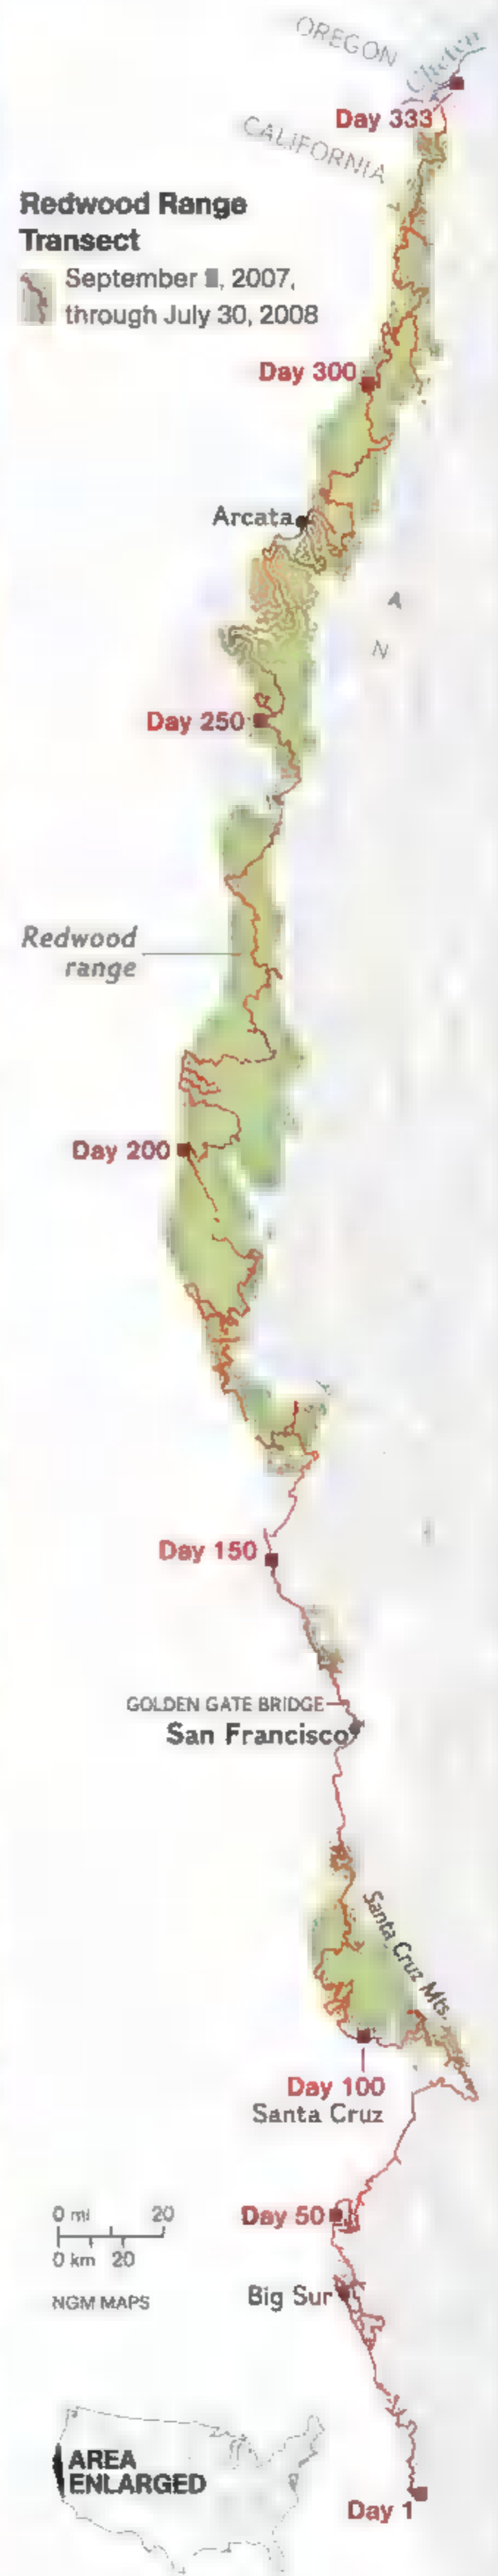 OREGON
Chetco
Day 333
CALIFORNIA
Redwood Range
Transect
September , 2007,
through July 30, 2008
Day 300
Arcata
N
Day 250
Redwood
range
Day 200
Day 150
GOLDEN GATE BRIDGE
San Francisco
Santa Cruz Mts.
Day 100
Santa Cruz
0 mi 20
0 km 20
Day 50
NGM MAPS
Big Sur
AREA
ENLARGED
Day 1